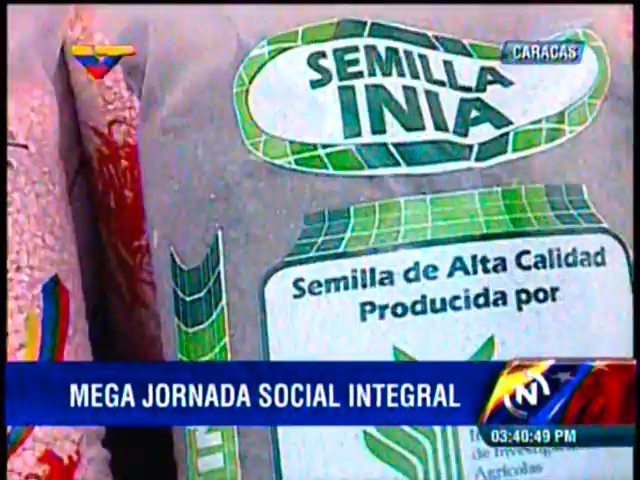 CARACAS
SEMILLA
INIA
Semilla de Alta Calidad
Producida por
MEGA JORNADA SOCIAL INTEGRAL
N
03:40:49 PM
de Investigac
Agrícolas
IN